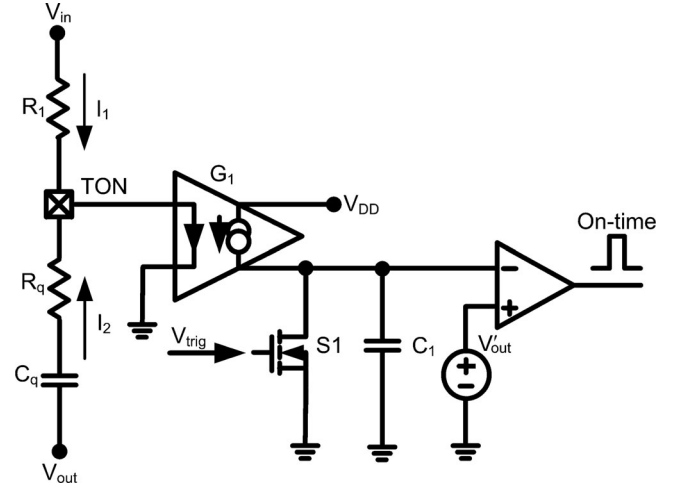 Vin
R1
I1
TON
G1
VDD
On-time
Rq
I2
Vtrig
S1
C1
V'out
Cq
Vout